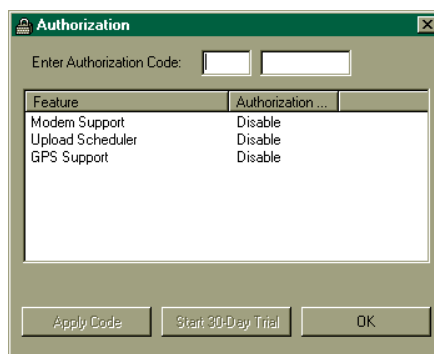 Authorization
Enter Authorization Code:
Feature Authorization ...
Modem Support Disable
Upload Scheduler Disable
GPS Support Disable
Apply Code Start 30-Day Trial OK